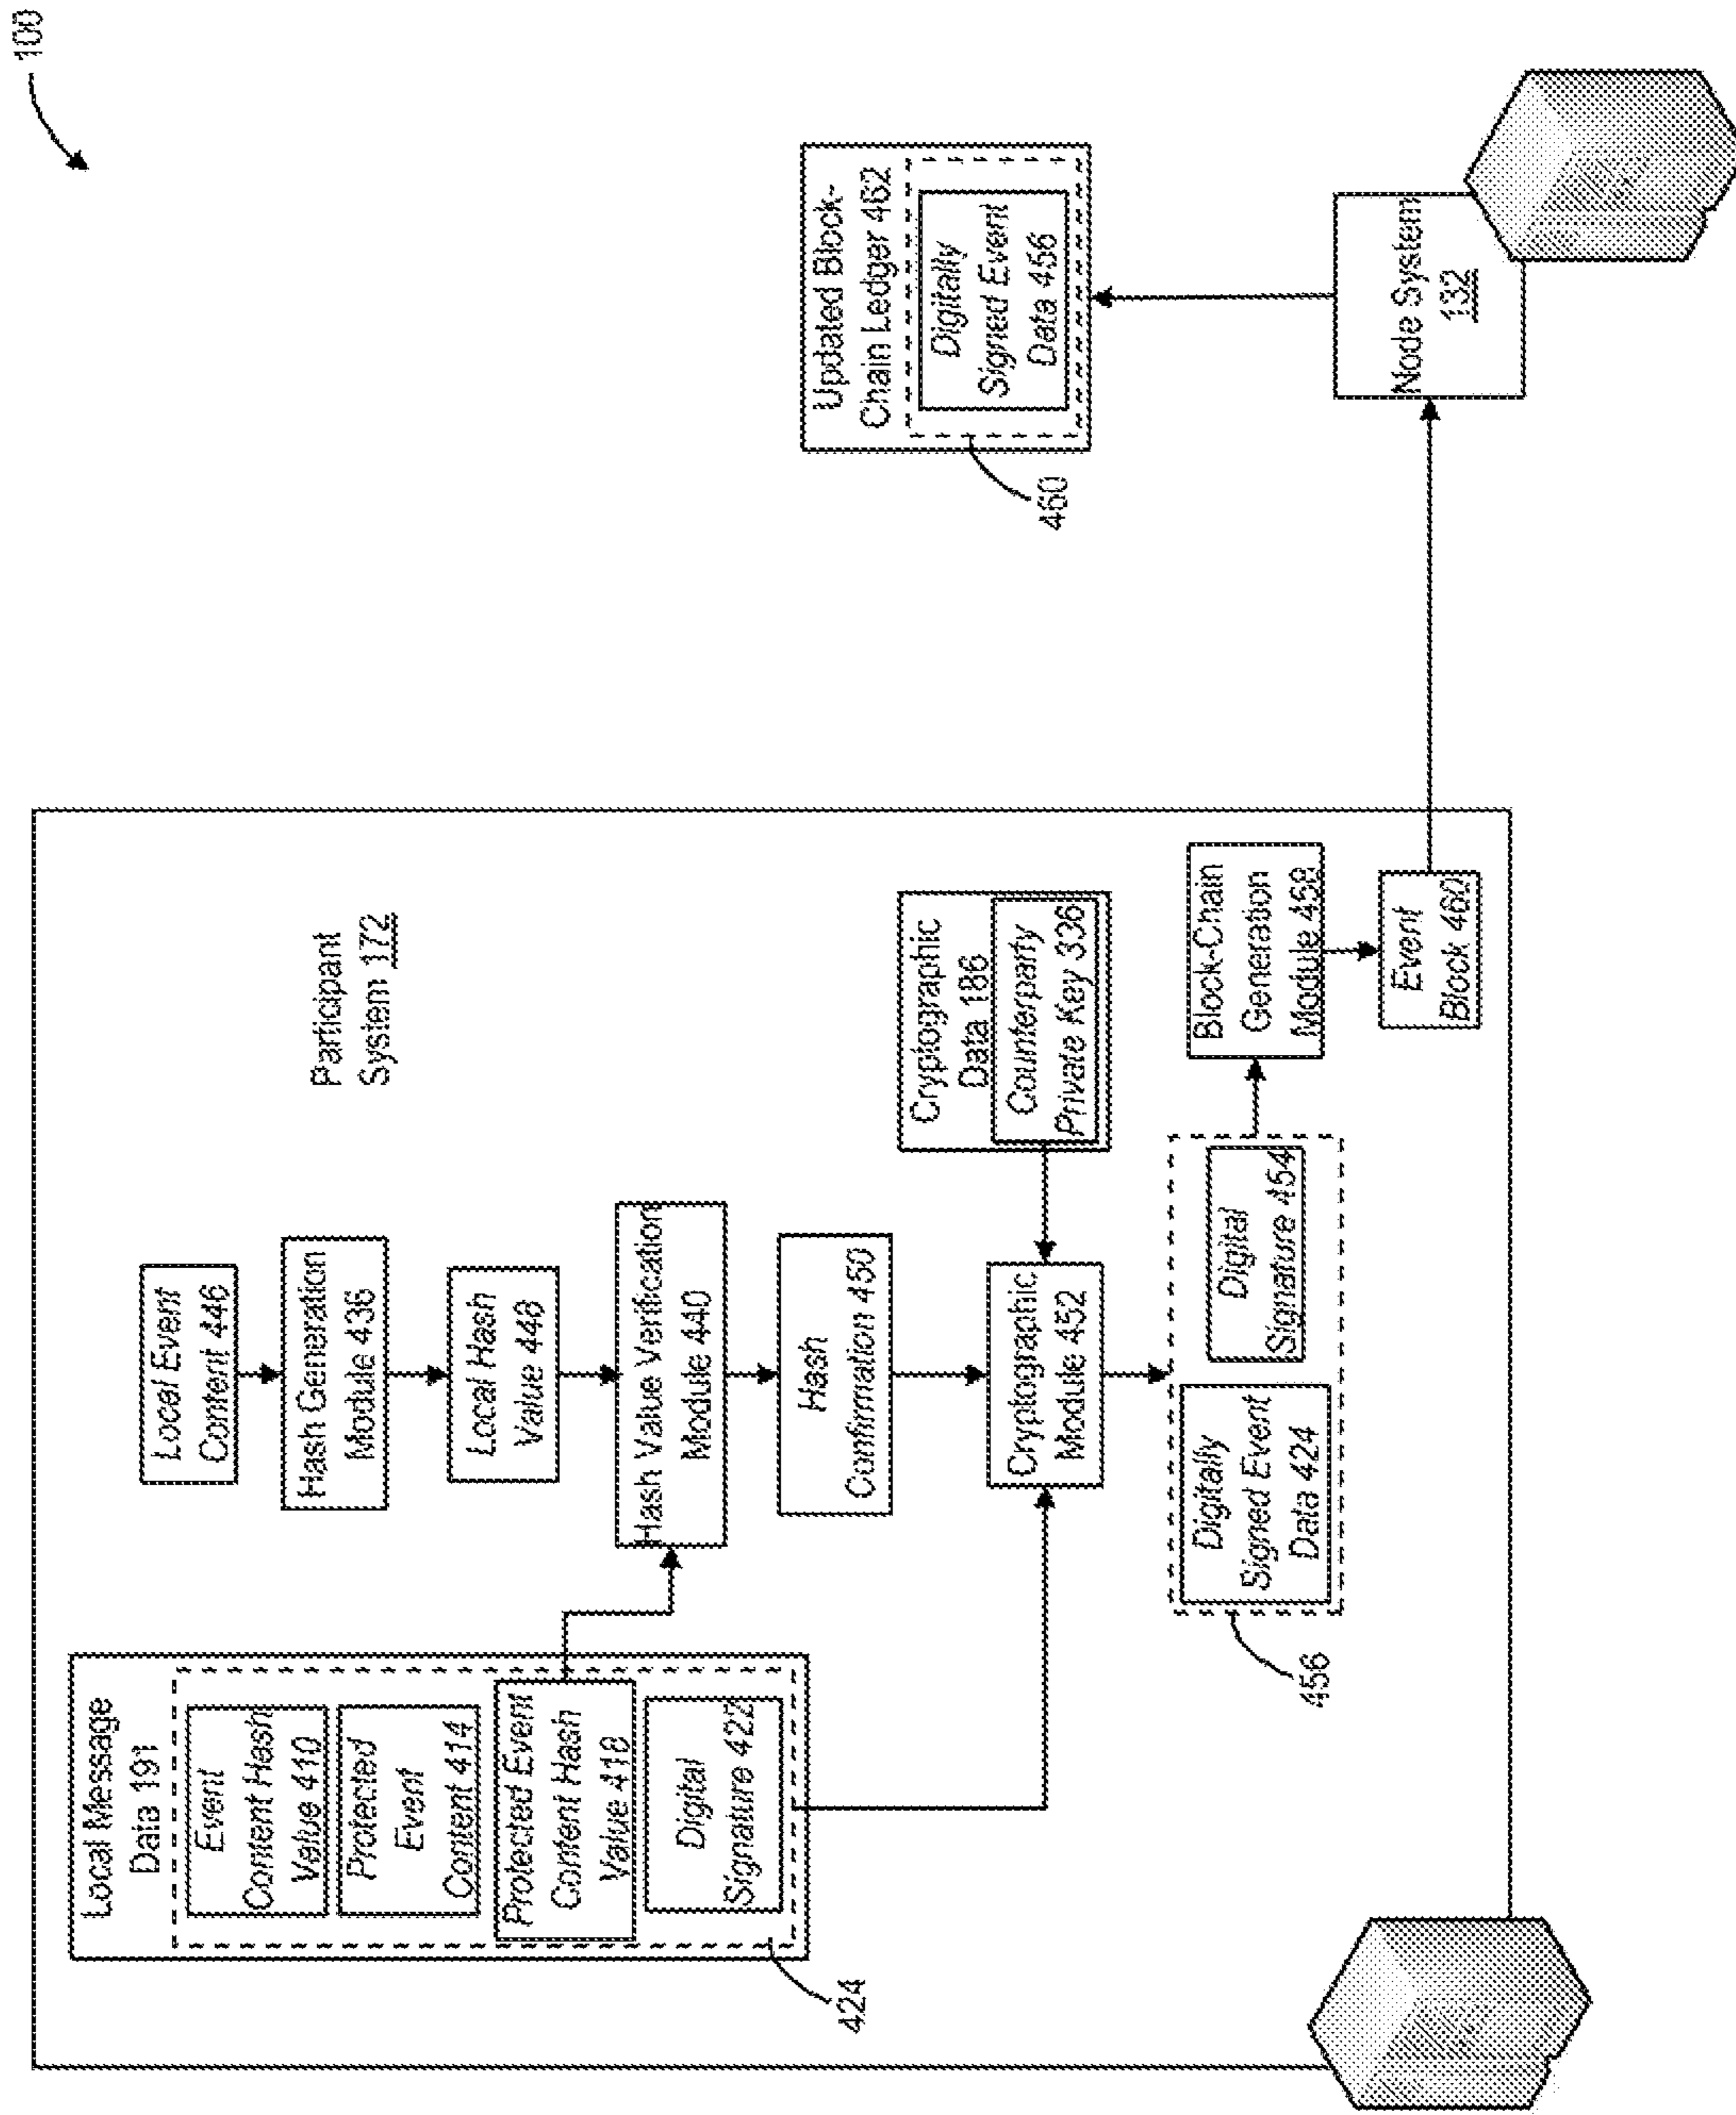 100
Local Message
Data 191
Event
Content Hash
Value 410
Protected
Event
Content 414
Protected Event
Content Hash
Value 418
Digital
Signature 422
424
Local Event
Content 446
Hash Generation
Module 436
Local Hash
Value 448
Hash Value Verification
Module 440
Hash
Confirmation 450
Participant
System 172
Cryptographic
Data 186
Counterparty
Private Key 336
Cryptographic
Module 452
Digitally
Signed Event
Data 424
Digital
Signature 454
456
Block-Chain
Generation
Module 458
Event
Block 460
Updated Block-
Chain Ledger 462
Digitally
Signed Event
Data 456
460
Node System
132